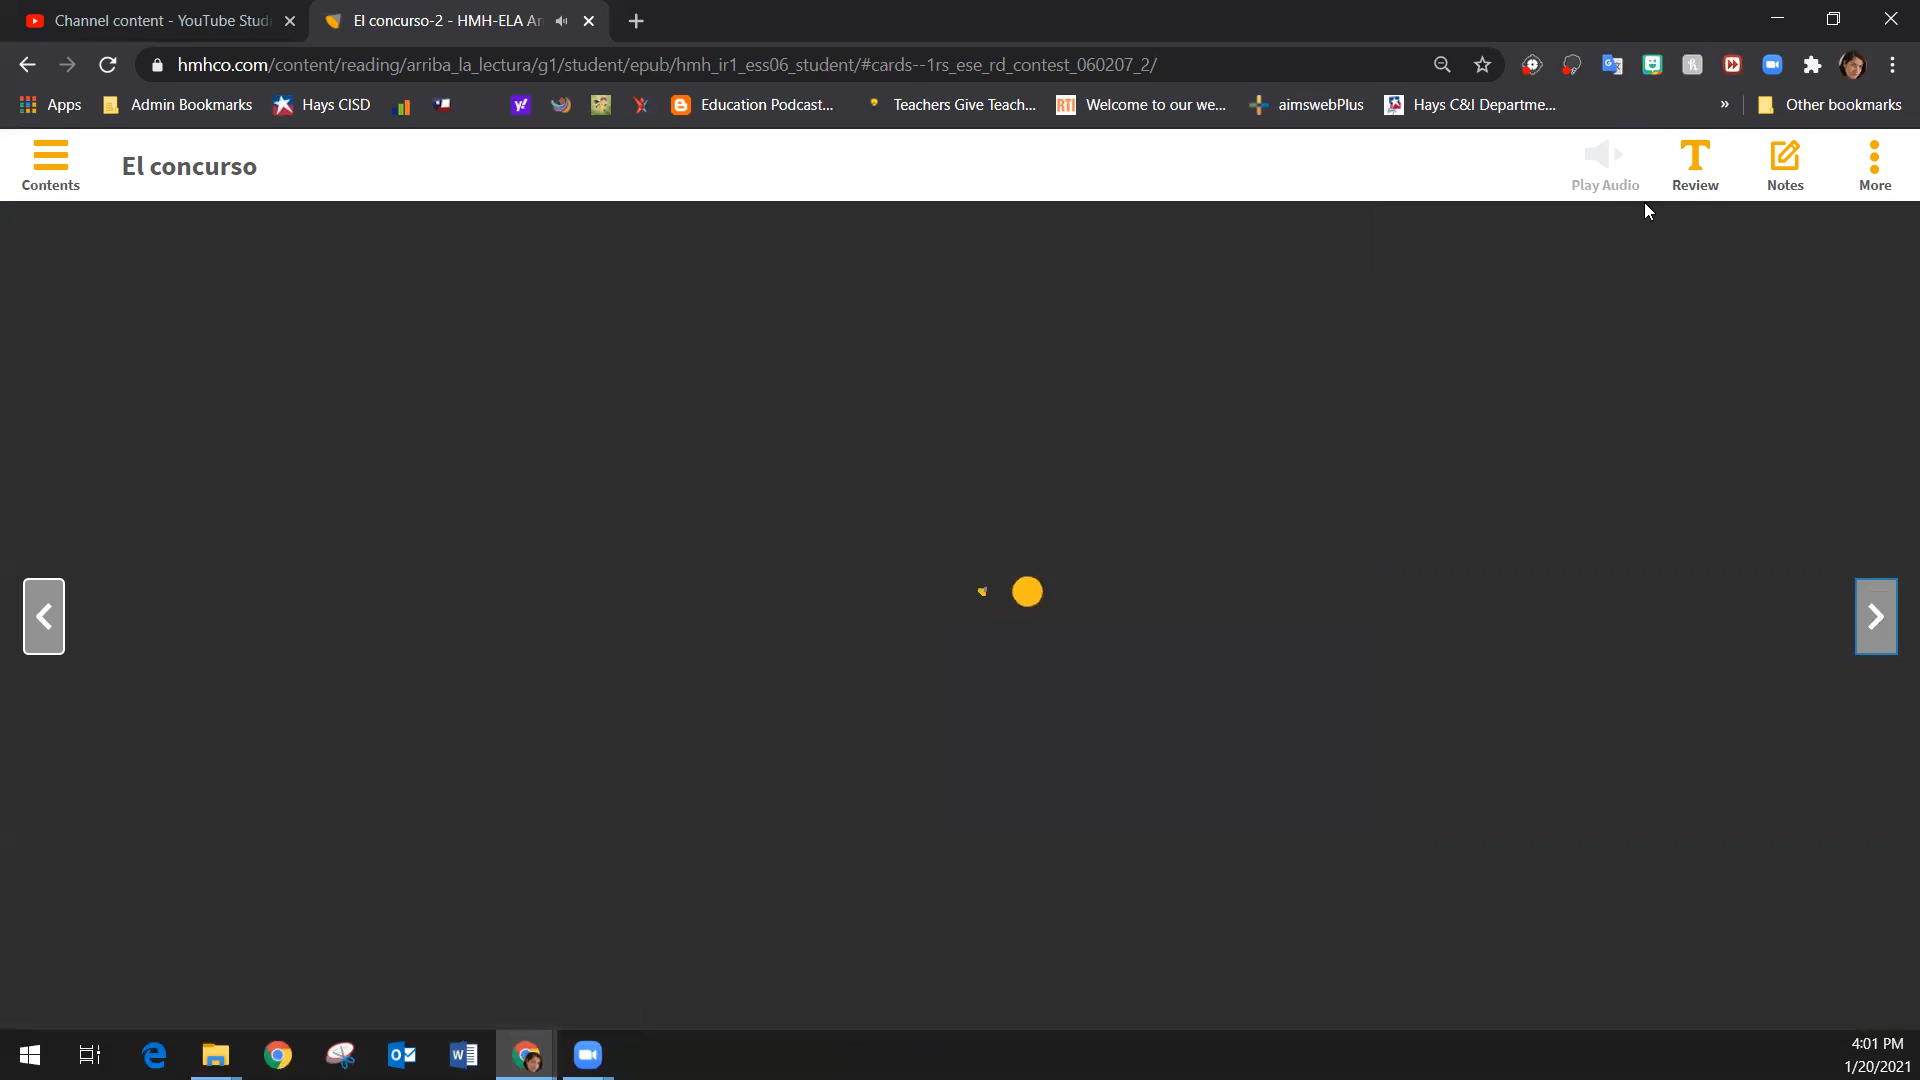 Channel content - YouTube Stud
El concurso-2 - HMH-ELA Ar
hmhco.com/content/reading/arriba_la_lectura/g1/student/epub/hmh_ir1_ess06_student/#cards--1rs_ese_rd_contest_060207_2/
Apps
Admin Bookmarks
Hays CISD
Education Podcast...
Teachers Give Teach...
RTI
Welcome to our we...
aimswebPlus
Hays C&I Departme...
»
Other bookmarks
Contents
El concurso
Play Audio
Review
Notes
More
4:01 PM
1/20/2021